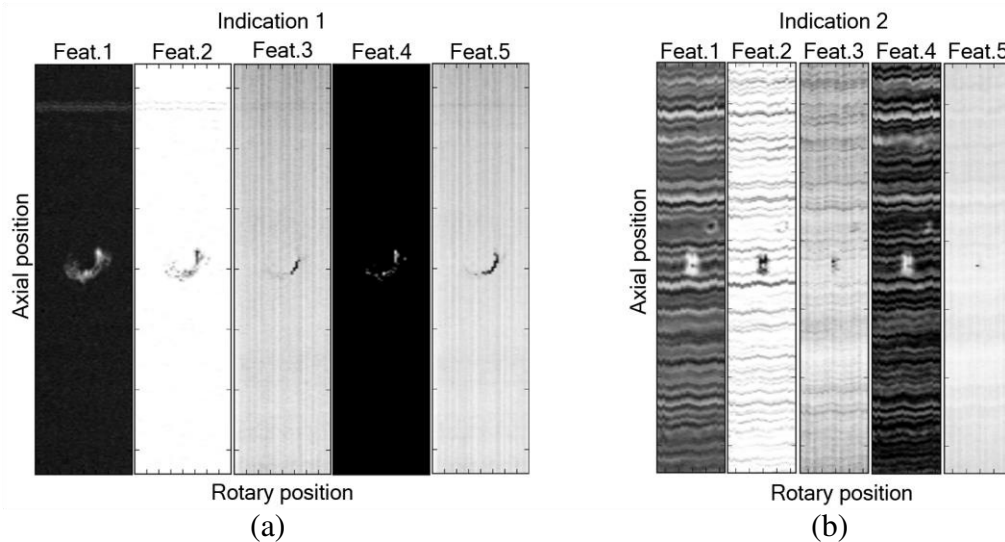 Indication 1
Feat.1 Feat.2 Feat.3 Feat.4 Feat.5
Axial position
Rotary position
(a)
Indication 2
Feat.1 Feat.2 Feat.3 Feat.4 Feat.5
Axial position
Rotary position
(b)